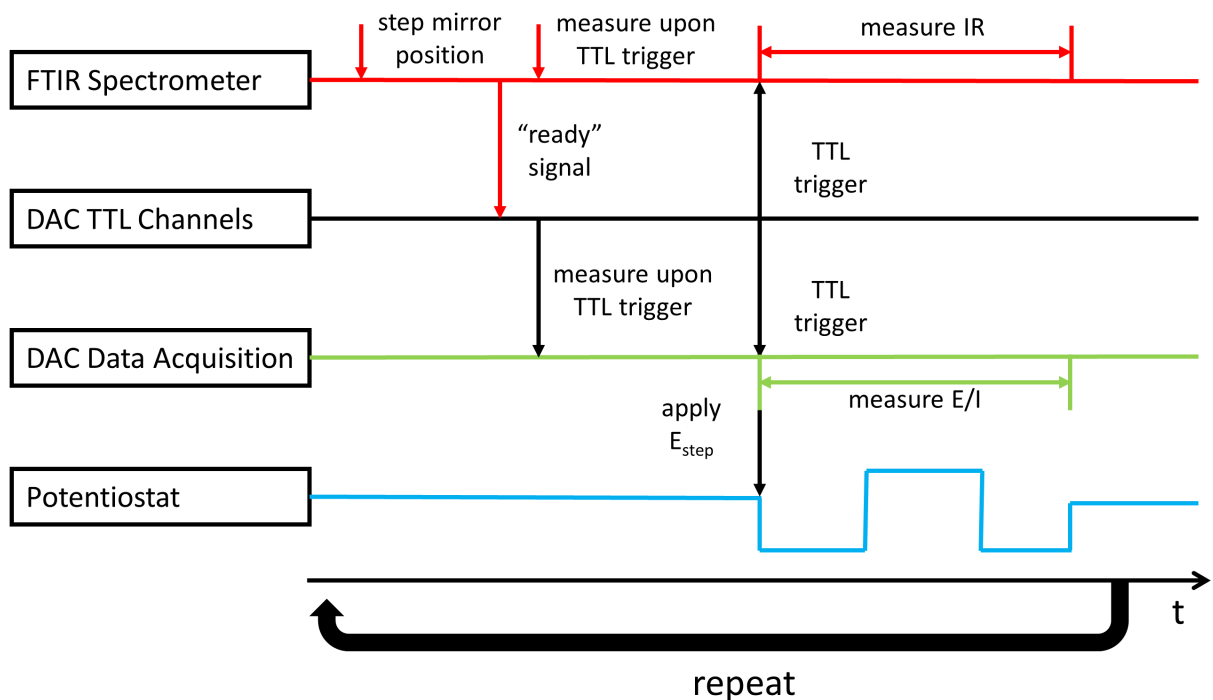 step mirror
position
measure upon
TTL trigger
measure IR
FTIR Spectrometer
“ready”
signal
TTL
trigger
DAC TTL Channels
measure upon
TTL trigger
TTL
trigger
DAC Data Acquisition
measure E/I
apply
Estep
Potentiostat
t
repeat